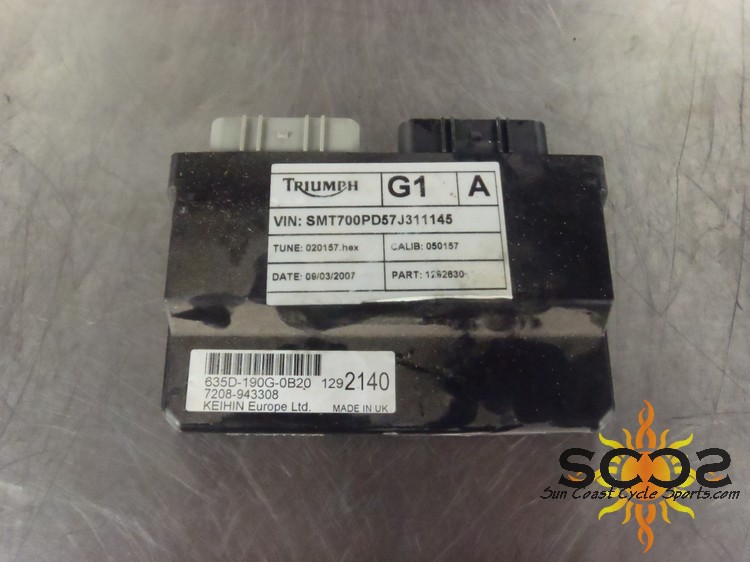 TRIUMPH G1 A
VIN: SMT700PD57J311145
TUNE: 020157.hex CALIB: 050157
DATE: 09/03/2007 PART: 1292630
635D-190G-0B20 1292140
7208-943308
KEIHIN Europe Ltd. MADE IN UK
SCCS
Sun Coast Cycle Sports.com